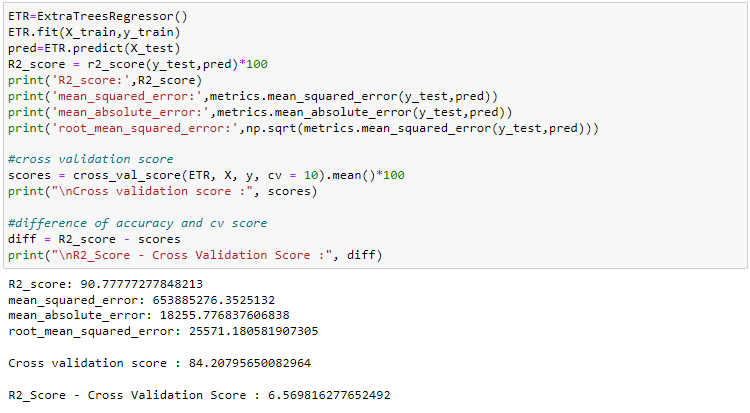 ETR=ExtraTreesRegressor()
ETR.fit(X_train,y_train)
pred=ETR.predict(X_test)
R2_score = r2_score(y_test,pred)*100
print('R2_score:',R2_score)
print('mean_squared_error:',metrics.mean_squared_error(y_test,pred))
print('mean_absolute_error:',metrics.mean_absolute_error(y_test,pred))
print('root_mean_squared_error:',np.sqrt(metrics.mean_squared_error(y_test,pred)))

#cross validation score
scores = cross_val_score(ETR, X, y, cv = 10).mean()*100
print("\nCross validation score :", scores)

#difference of accuracy and cv score
diff = R2_score - scores
print("\nR2_Score - Cross Validation Score :", diff)

R2_score: 90.77777277848213
mean_squared_error: 653885276.3525132
mean_absolute_error: 18255.776837606838
root_mean_squared_error: 25571.180581907305

Cross validation score : 84.20795650082964

R2_Score - Cross Validation Score : 6.569816277652492